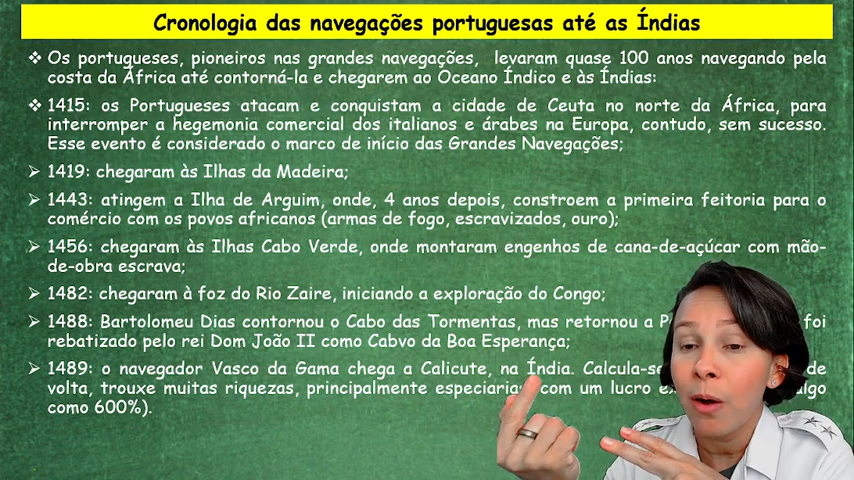 Cronologia das navegações portuguesas até as Índias
❖ Os portugueses, pioneiros nas grandes navegações, levaram quase 100 anos navegando pela
costa da África até contorná-la e chegarem ao Oceano Índico e às Índias:
❖ 1415: os Portugueses atacam e conquistam a cidade de Ceuta no norte da África, para
interromper a hegemonia comercial dos italianos e árabes na Europa, contudo, sem sucesso.
Esse evento é considerado o marco de início das Grandes Navegações;
➢ 1419: chegaram às Ilhas da Madeira;
➢ 1443: atingem a Ilha de Arguim, onde, 4 anos depois, constroem a primeira feitoria para o
comércio com os povos africanos (armas de fogo, escravizados, ouro);
➢ 1456: chegaram às Ilhas Cabo Verde, onde montaram engenhos de cana-de-açúcar com mão-
de-obra escrava;
➢ 1482: chegaram à foz do Rio Zaire, iniciando a exploração do Congo;
➢ 1488: Bartolomeu Dias contornou o Cabo das Tormentas, mas retornou a foi
rebatizado pelo rei Dom João II como Cabvo da Boa Esperança;
➢ 1489: o navegador Vasco da Gama chega a Calicute, na Índia. de
volta, trouxe muitas riquezas, principalmente especiarias com um lucro
como 600%).